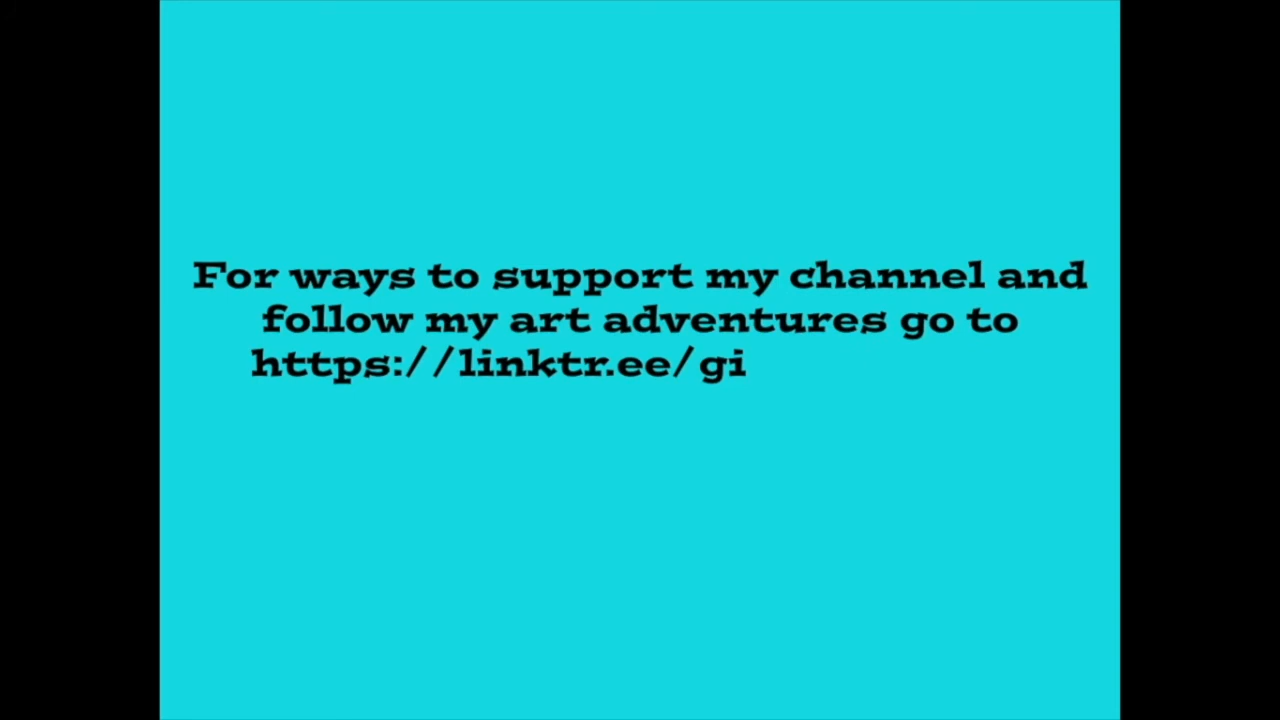 For ways to support my channel and
follow my art adventures go to
https://linktr.ee/gi